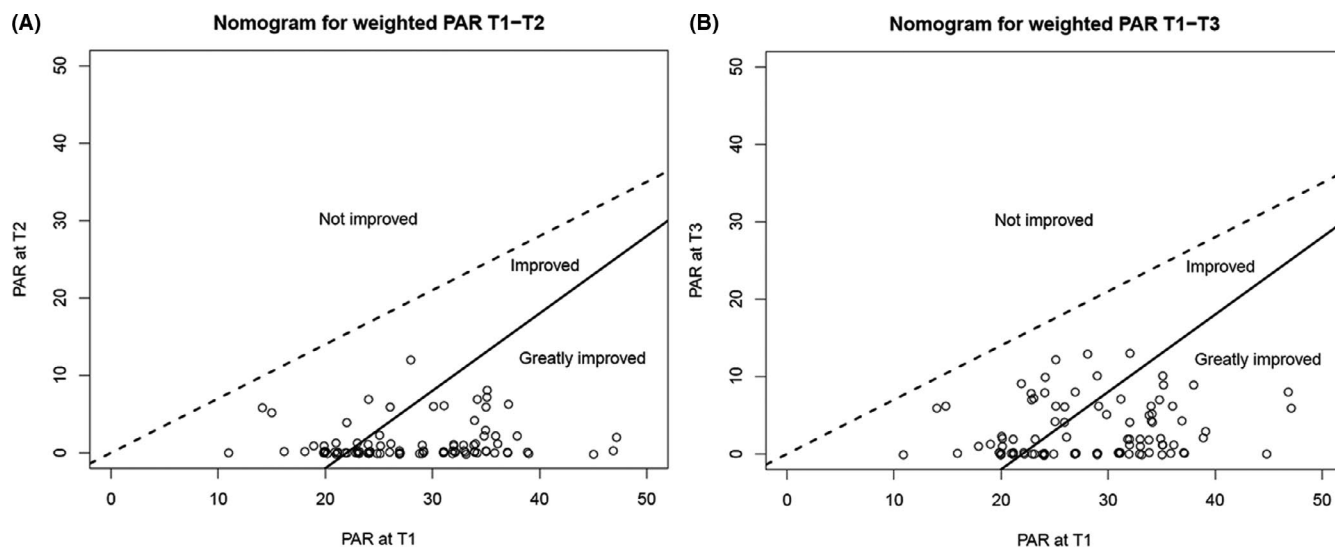 (A)
Nomogram for weighted PAR T1−T2
50
40
30
20
10
0
PAR at T2
Not improved
Improved
Greatly improved
0 10 20 30 40 50
PAR at T1
(B)
Nomogram for weighted PAR T1−T3
50
40
30
20
10
0
PAR at T3
Not improved
Improved
Greatly improved
0 10 20 30 40 50
PAR at T1